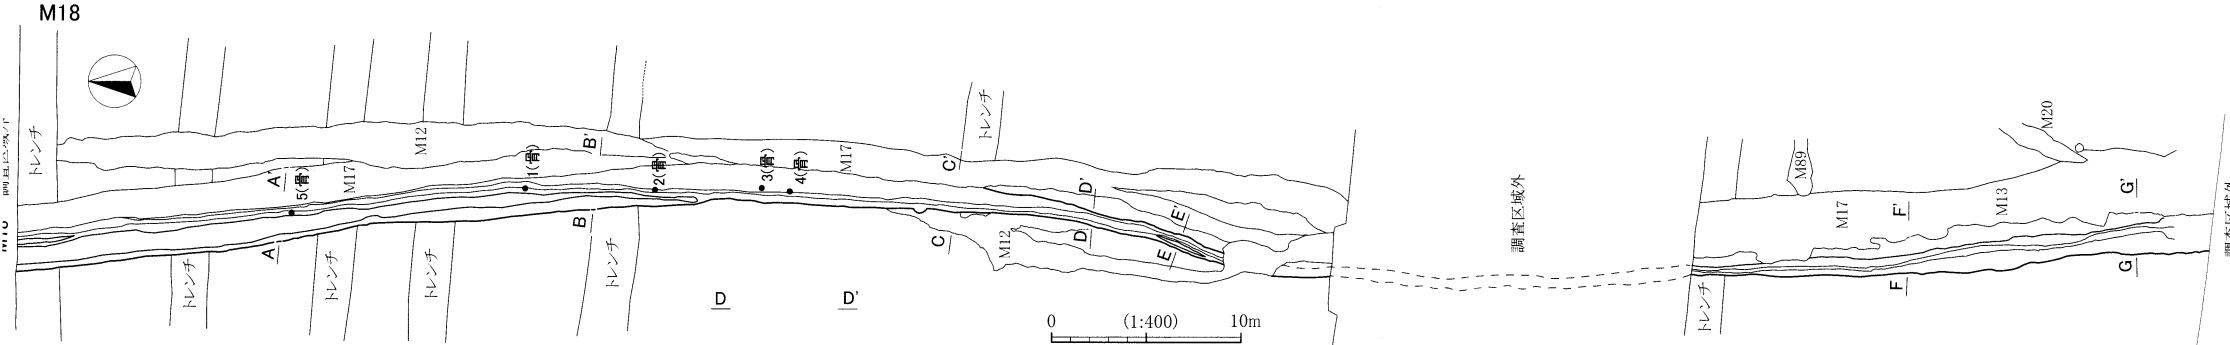 M18
トレンチ
M12
M17
A'
5(骨)
1(骨)
B'
2(骨)
3(骨)
4(骨)
M17
C'
トレンチ
D'
E'
A
B
C
M12
D
E
トレンチ
トレンチ
トレンチ
トレンチ
D
D'
0
(1:400)
10m
調査区域外
M89
M20
M17
F'
M13
G'
トレンチ
F
G